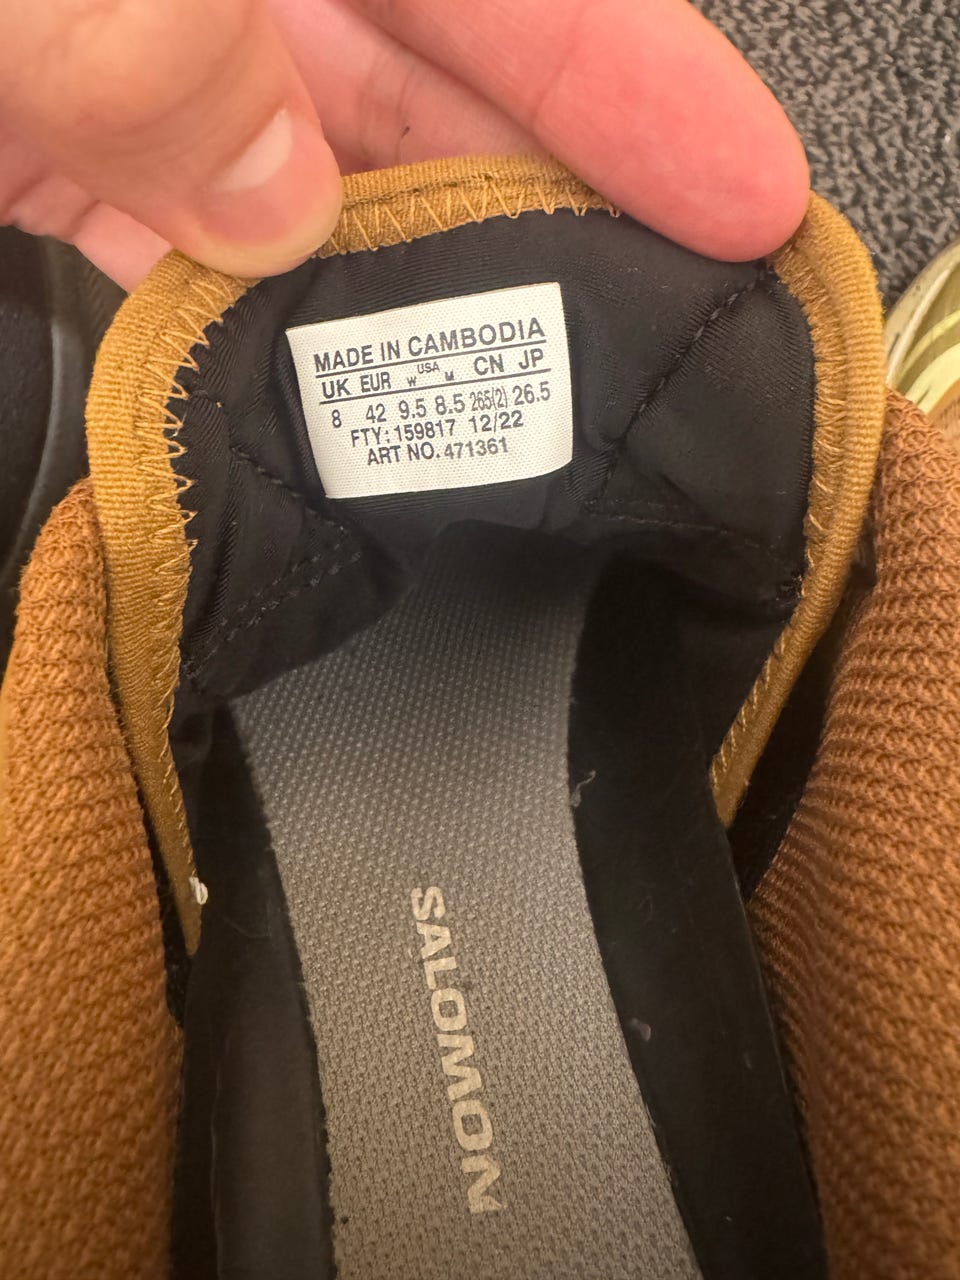 MADE IN CAMBODIA
UK EUR W USA M CN JP
8 42 9.5 8.5 265(2) 26.5
FTY: 159817 12/22
ART NO. 471361
SALOMON